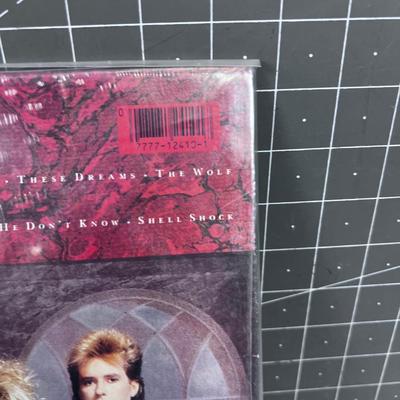 0
7777-12410-1
· These Dreams · The Wolf
He Don't Know · Shell Shock